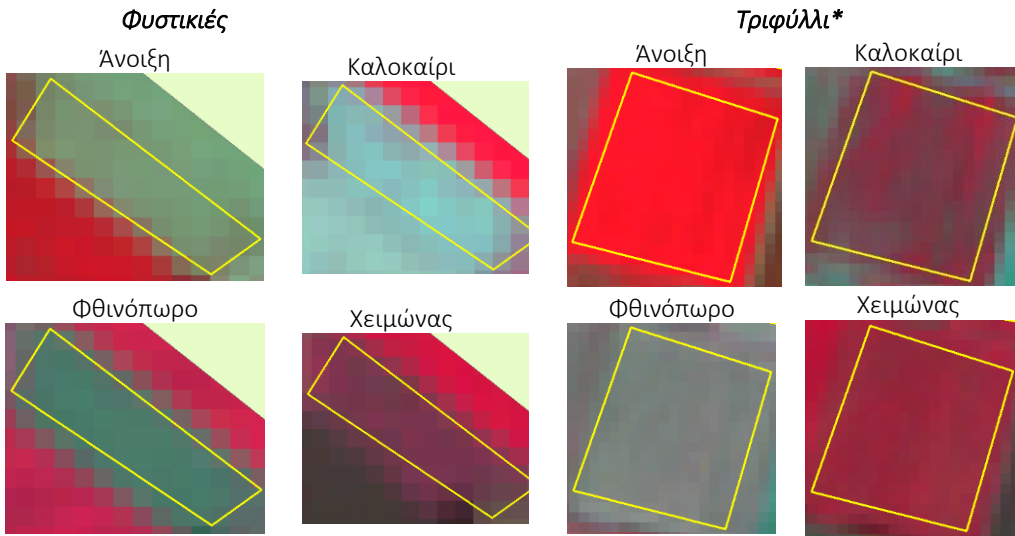 Φυστικιές Τριφύλλι*
Άνοιξη Καλοκαίρι Άνοιξη Καλοκαίρι
Φθινόπωρο Χειμώνας Φθινόπωρο Χειμώνας